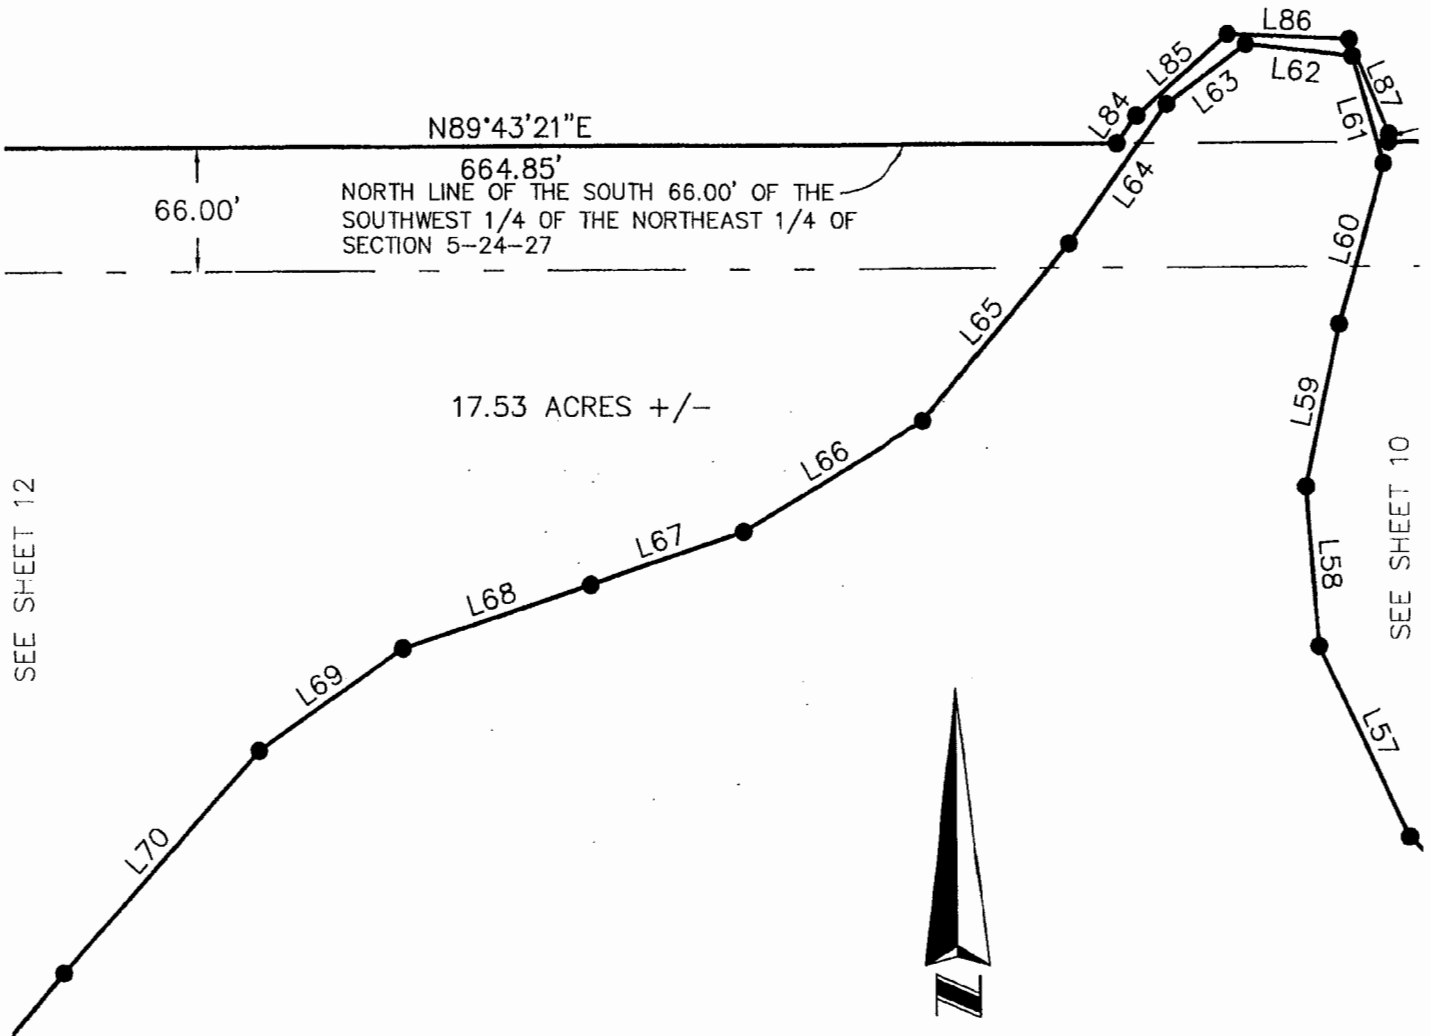 L86
L85
L62
L87
L63
L84
L61
N89°43'21"E
664.85'
66.00'
NORTH LINE OF THE SOUTH 66.00' OF THE
SOUTHWEST 1/4 OF THE NORTHEAST 1/4 OF
SECTION 5-24-27
L64
L60
L65
L59
17.53 ACRES +/-
L66
SEE SHEET 12
SEE SHEET 10
L67
L58
L68
L69
L57
L70
N